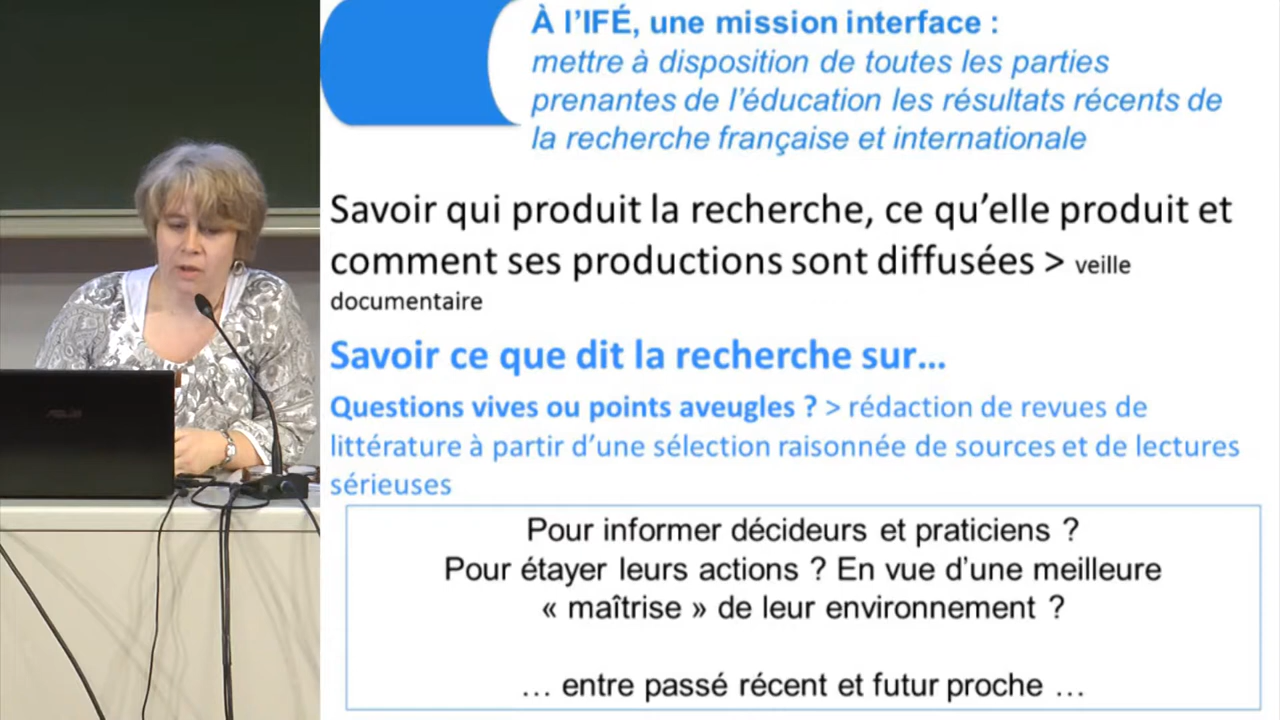 À l’IFÉ, une mission interface :
mettre à disposition de toutes les parties
prenantes de l’éducation les résultats récents de
la recherche française et internationale
Savoir qui produit la recherche, ce qu’elle produit et
comment ses productions sont diffusées > veille
documentaire
Savoir ce que dit la recherche sur...
Questions vives ou points aveugles ? > rédaction de revues de
littérature à partir d’une sélection raisonnée de sources et de lectures
sérieuses
Pour informer décideurs et praticiens ?
Pour étayer leurs actions ? En vue d’une meilleure
« maîtrise » de leur environnement ?
… entre passé récent et futur proche …